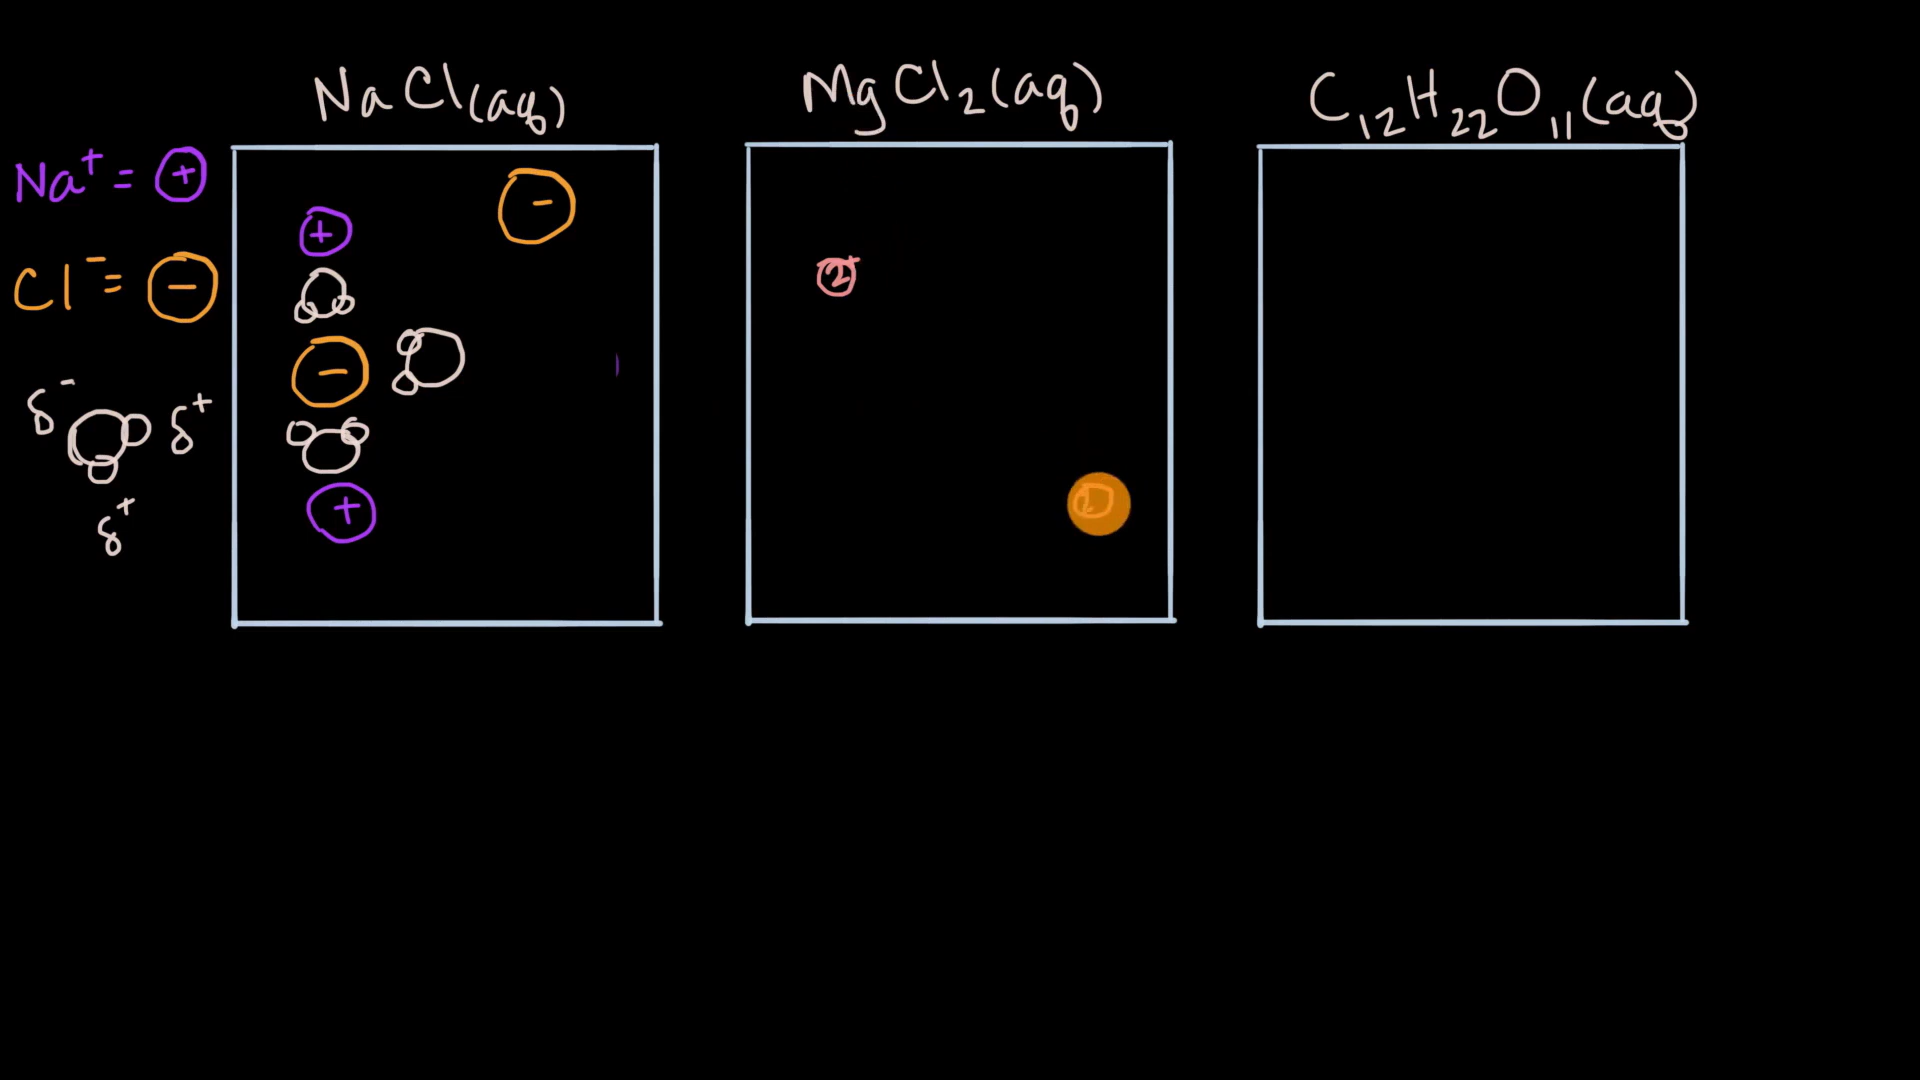 NaCl(aq)
MgCl₂(aq)
C₁₂H₂₂O₁₁(aq)
Na⁺ = +
Cl⁻ = −
δ⁻
δ⁺
δ⁺
+
−
−
+
2+